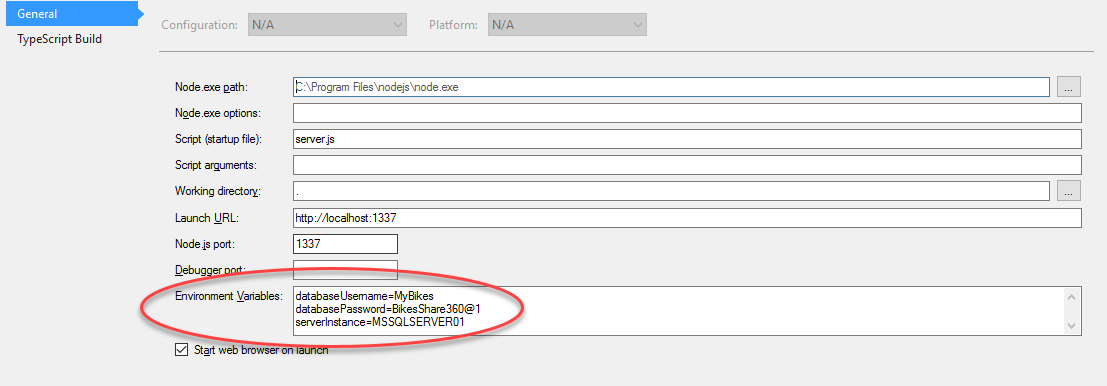 General
TypeScript Build
Configuration: N/A Platform: N/A
Node.exe path: C:\Program Files\nodejs\node.exe ...
Node.exe options:
Script (startup file): server.js
Script arguments:
Working directory: . ...
Launch URL: http://localhost:1337
Node.js port: 1337
Debugger port:
Environment Variables: databaseUsername=MyBikes
databasePassword=BikesShare360@1
serverInstance=MSSQLSERVER01
Start web browser on launch